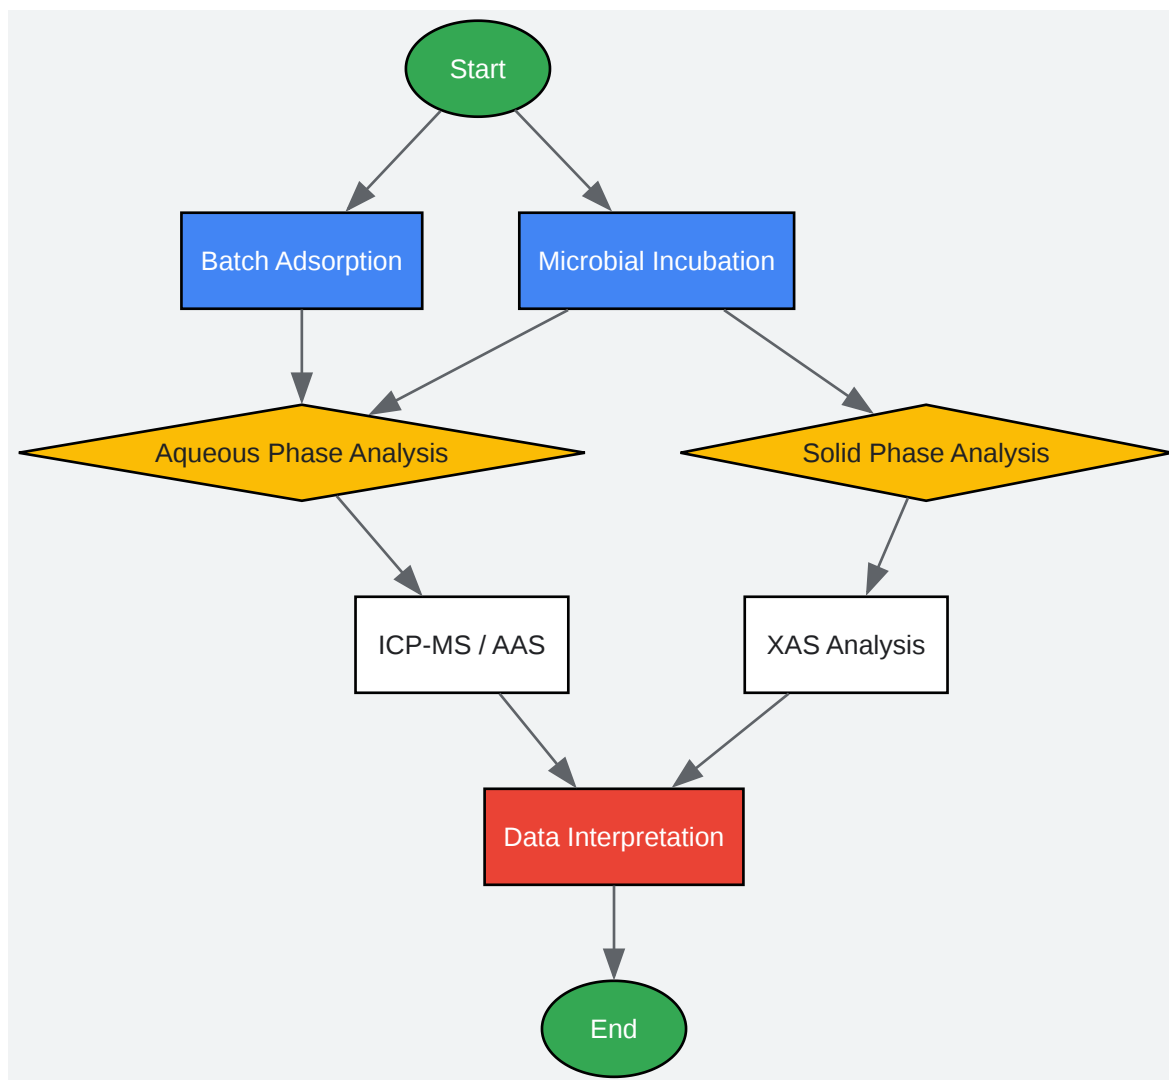 Start
Batch Adsorption
Microbial Incubation
Aqueous Phase Analysis
Solid Phase Analysis
ICP-MS / AAS
XAS Analysis
Data Interpretation
End